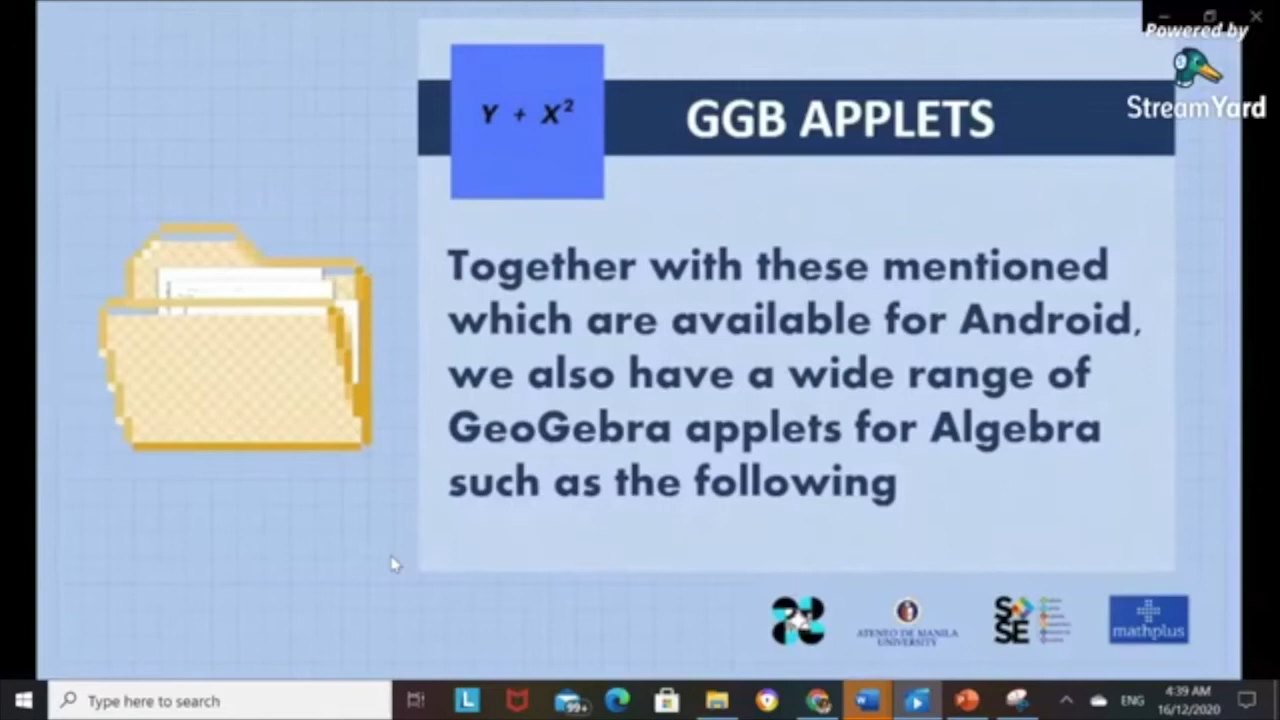 Powered by
StreamYard
Y + X²
GGB APPLETS
Together with these mentioned
which are available for Android,
we also have a wide range of
GeoGebra applets for Algebra
such as the following
ATENEO DE MANILA
UNIVERSITY
mathplus
Type here to search
L
99+
ENG
4:39 AM
16/12/2020